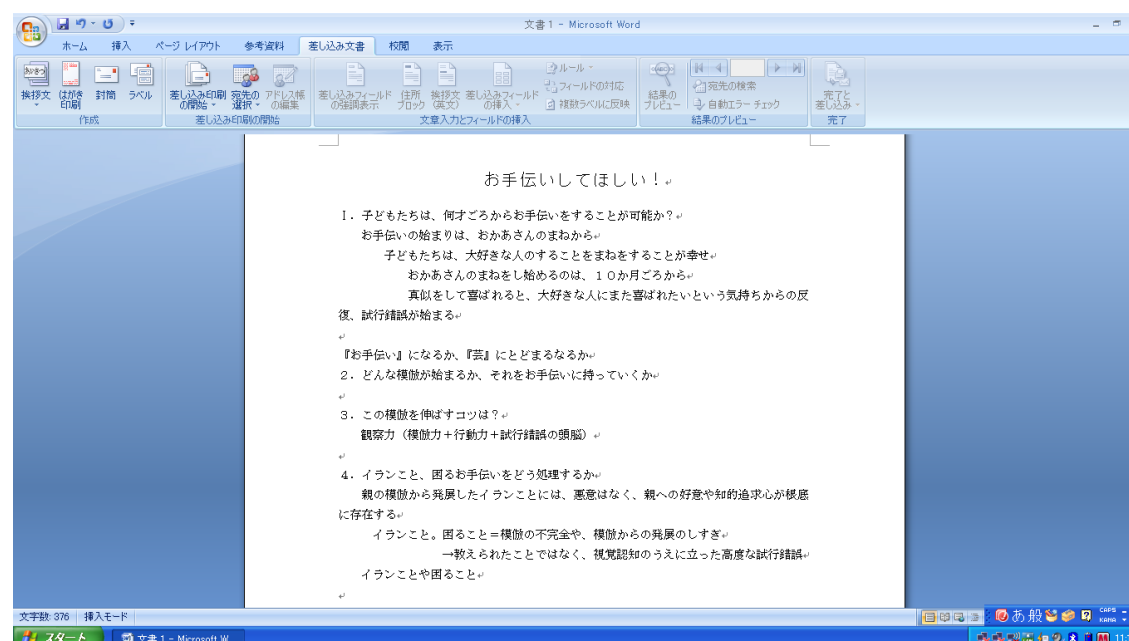 文書 1 - Microsoft Word
ホーム 挿入 ページ レイアウト 参考資料 差し込み文書 校閲 表示
挨拶文 はがき印刷 封筒 ラベル 差し込み印刷の開始 宛先の選択 アドレス帳の編集 差し込みフィールドの強調表示 住所ブロック 挨拶文(英文) 差し込みフィールドの挿入 ルール フィールドの対応 複数ラベルに反映 結果のプレビュー 宛先の検索 自動エラー チェック 完了と差し込み
作成 差し込み印刷の開始 文章入力とフィールドの挿入 結果のプレビュー 完了
お手伝いしてほしい!
1.子どもたちは、何才ごろからお手伝いをすることが可能か?
お手伝いの始まりは、おかあさんのまねから
子どもたちは、大好きな人のすることをまねをすることが幸せ
おかあさんのまねをし始めるのは、10か月ごろから
真似をして喜ばれると、大好きな人にまた喜ばれたいという気持ちからの反
復、試行錯誤が始まる
『お手伝い』になるか、『芸』にとどまるなるか
2.どんな模倣が始まるか、それをお手伝いに持っていくか
3.この模倣を伸ばすコツは?
観察力(模倣力+行動力+試行錯誤の頭脳)
4.イランこと、困るお手伝いをどう処理するか
親の模倣から発展したイランことには、悪意はなく、親への好意や知的追求心が根底
に存在する
イランこと。困ること=模倣の不完全や、模倣からの発展のしすぎ
→教えられたことではなく、視覚認知のうえに立った高度な試行錯誤
イランことや困ること
文字数: 376 挿入モード
あ 般 CAPS KANA
スタート 文書 1 - Microsoft W... 11: